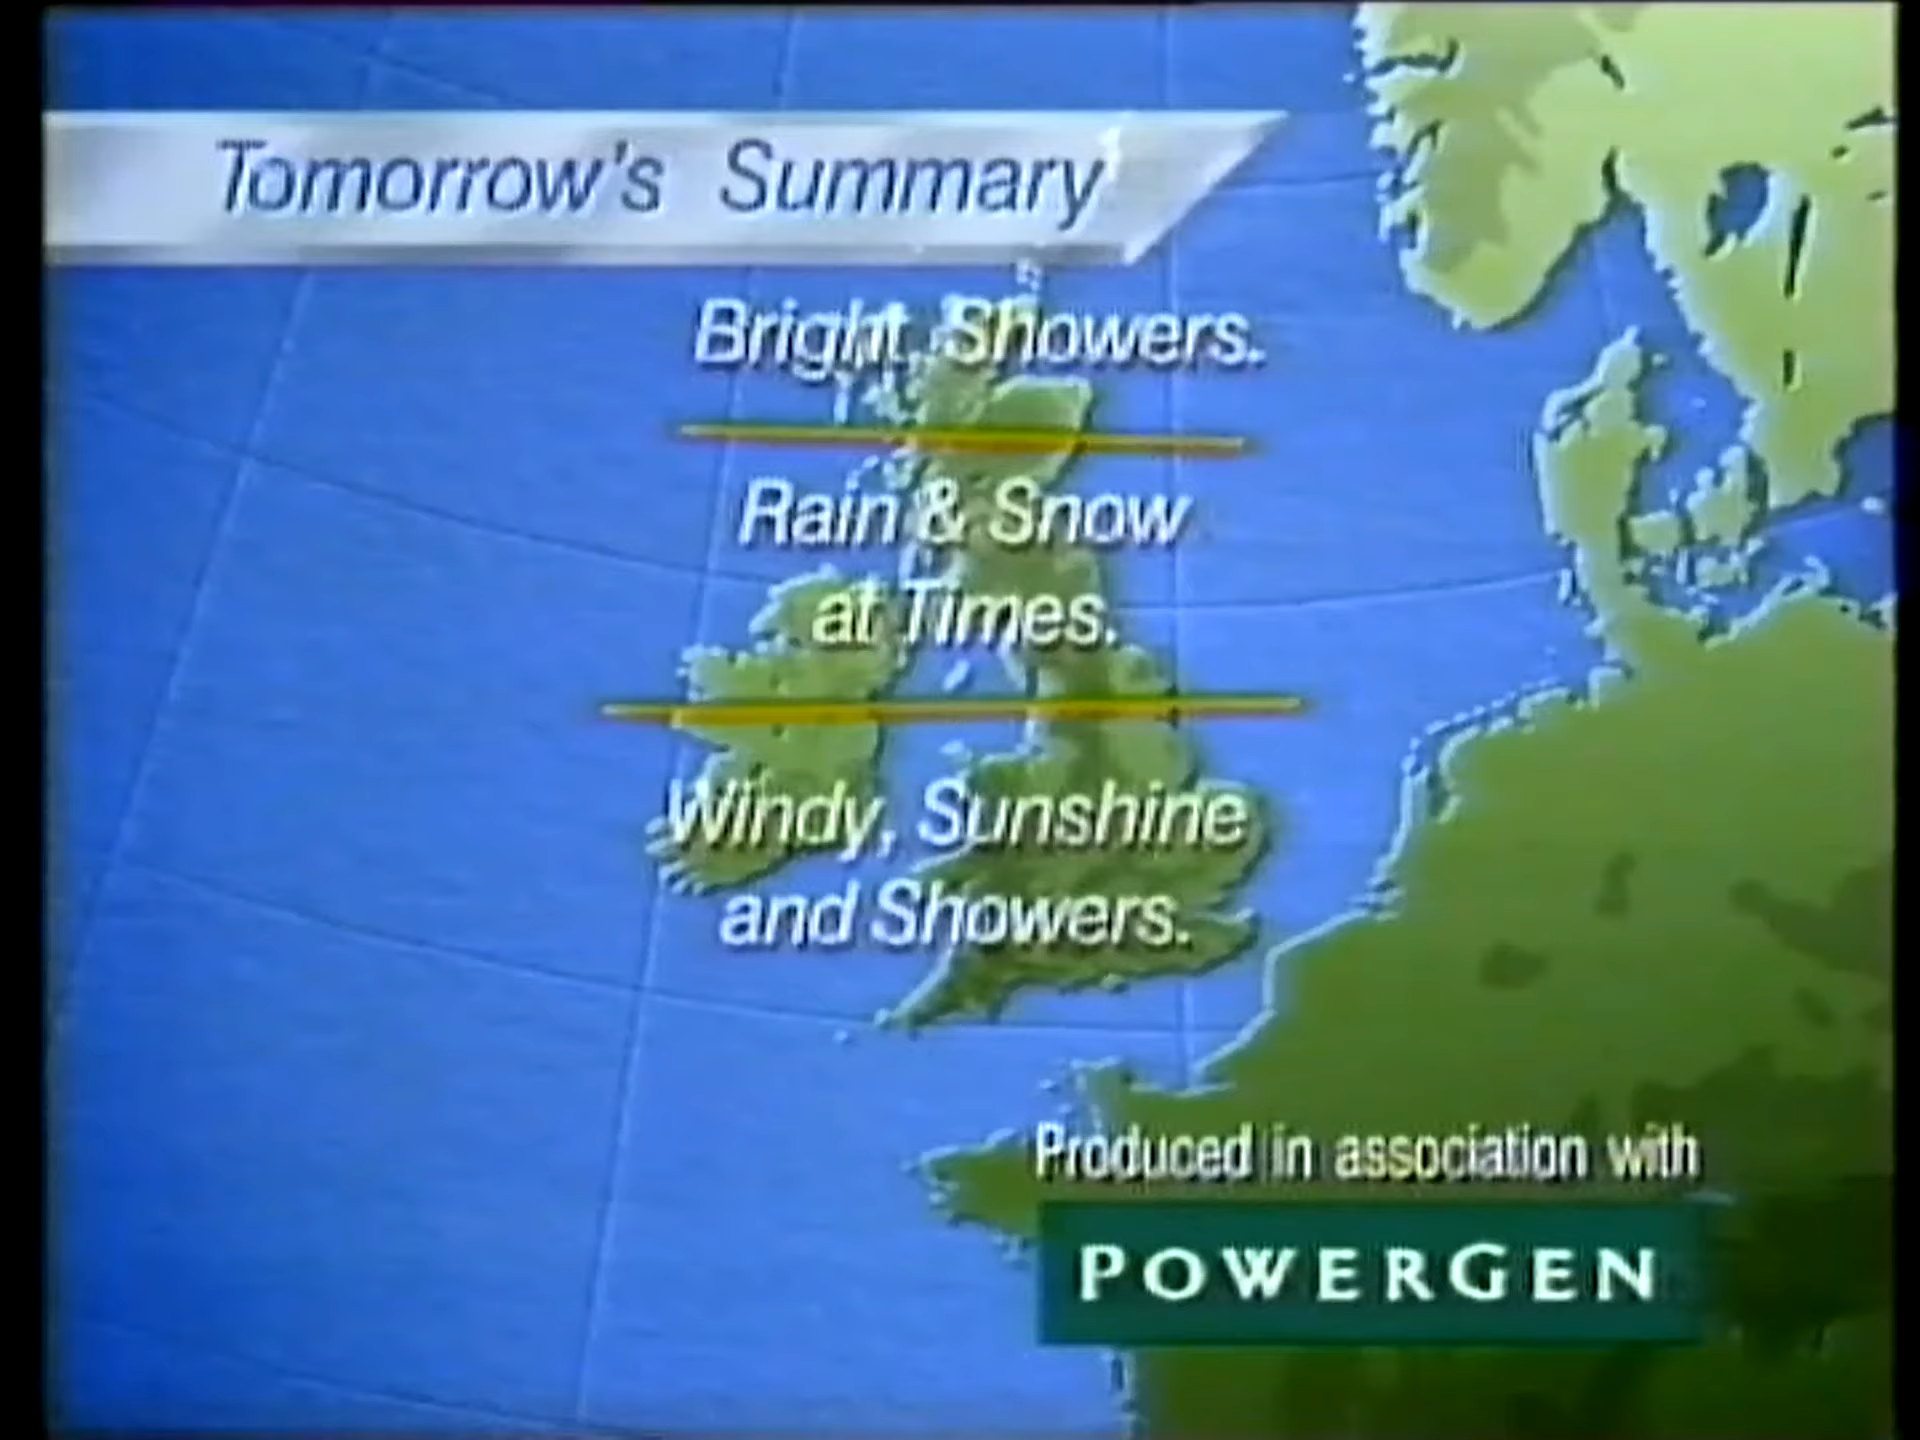 Tomorrow's Summary
Bright, Showers.
Rain & Snow
at Times.
Windy, Sunshine
and Showers.
Produced in association with
POWERGEN